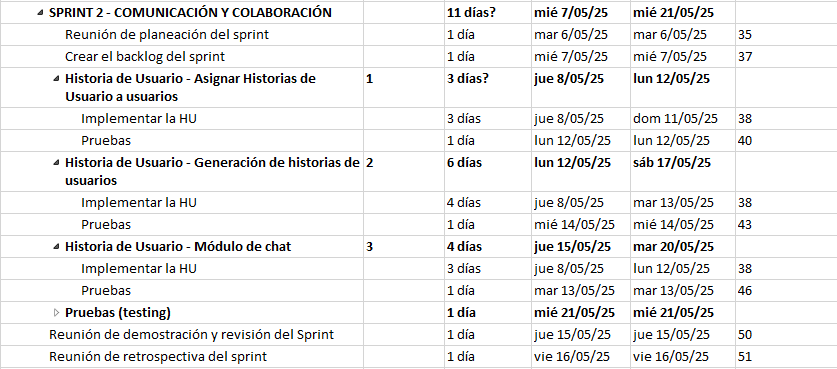 SPRINT 2 - COMUNICACIÓN Y COLABORACIÓN 11 días? mié 7/05/25 mié 21/05/25
Reunión de planeación del sprint 1 día mar 6/05/25 mar 6/05/25 35
Crear el backlog del sprint 1 día mié 7/05/25 mié 7/05/25 37
Historia de Usuario - Asignar Historias de 1 3 días? jue 8/05/25 lun 12/05/25
Usuario a usuarios
Implementar la HU 3 días jue 8/05/25 dom 11/05/25 38
Pruebas 1 día lun 12/05/25 lun 12/05/25 40
Historia de Usuario - Generación de historias de 2 6 días lun 12/05/25 sáb 17/05/25
usuarios
Implementar la HU 4 días jue 8/05/25 mar 13/05/25 38
Pruebas 1 día mié 14/05/25 mié 14/05/25 43
Historia de Usuario - Módulo de chat 3 4 días jue 15/05/25 mar 20/05/25
Implementar la HU 3 días jue 8/05/25 lun 12/05/25 38
Pruebas 1 día mar 13/05/25 mar 13/05/25 46
Pruebas (testing) 1 día mié 21/05/25 mié 21/05/25
Reunión de demostración y revisión del Sprint 1 día jue 15/05/25 jue 15/05/25 50
Reunión de retrospectiva del sprint 1 día vie 16/05/25 vie 16/05/25 51